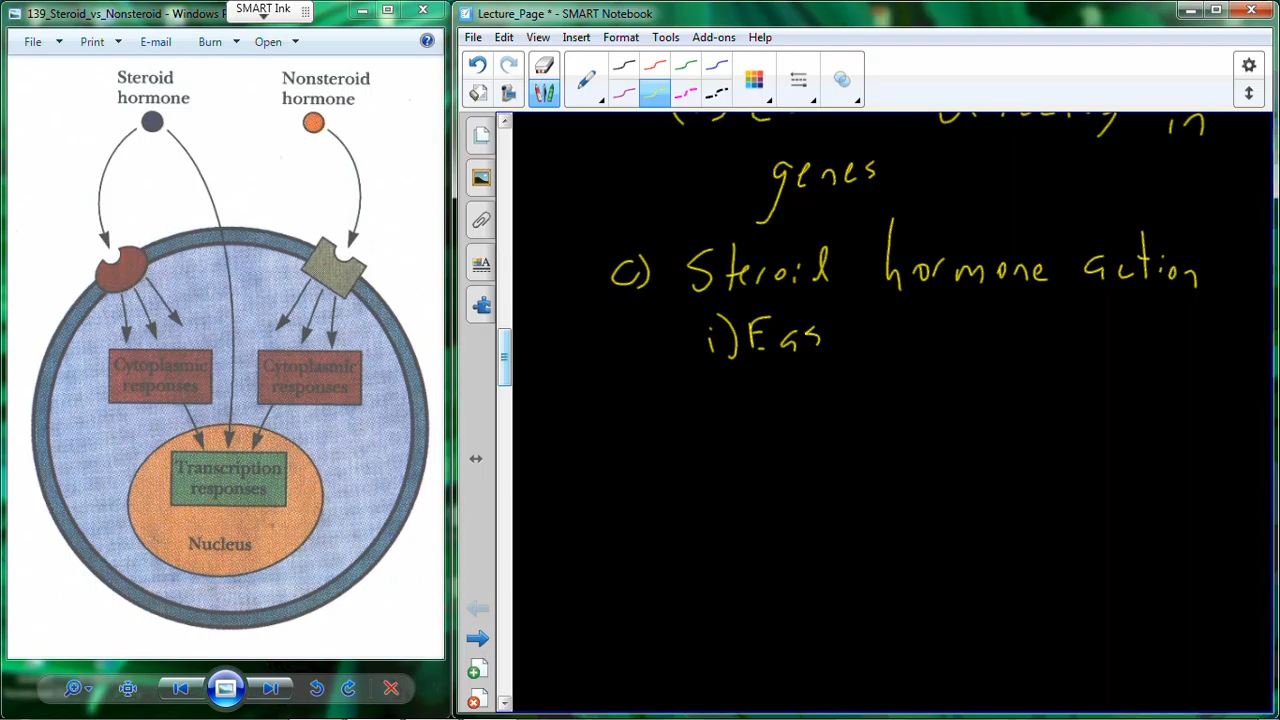 139_Steroid_vs_Nonsteroid - Windows P
SMART Ink
File Print E-mail Burn Open
Steroid hormone
Nonsteroid hormone
Cytoplasmic responses
Cytoplasmic responses
Transcription responses
Nucleus
Lecture_Page * - SMART Notebook
File Edit View Insert Format Tools Add-ons Help
in
genes
c) Steroid hormone action
i) Eas